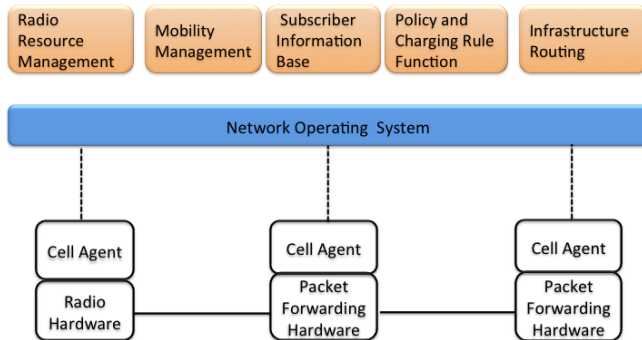 Radio
Resource
Management
Mobility
Management
Subscriber
Information
Base
Policy and
Charging Rule
Function
Infrastructure
Routing
Network Operating System
Cell Agent
Radio
Hardware
Cell Agent
Packet
Forwarding
Hardware
Cell Agent
Packet
Forwarding
Hardware